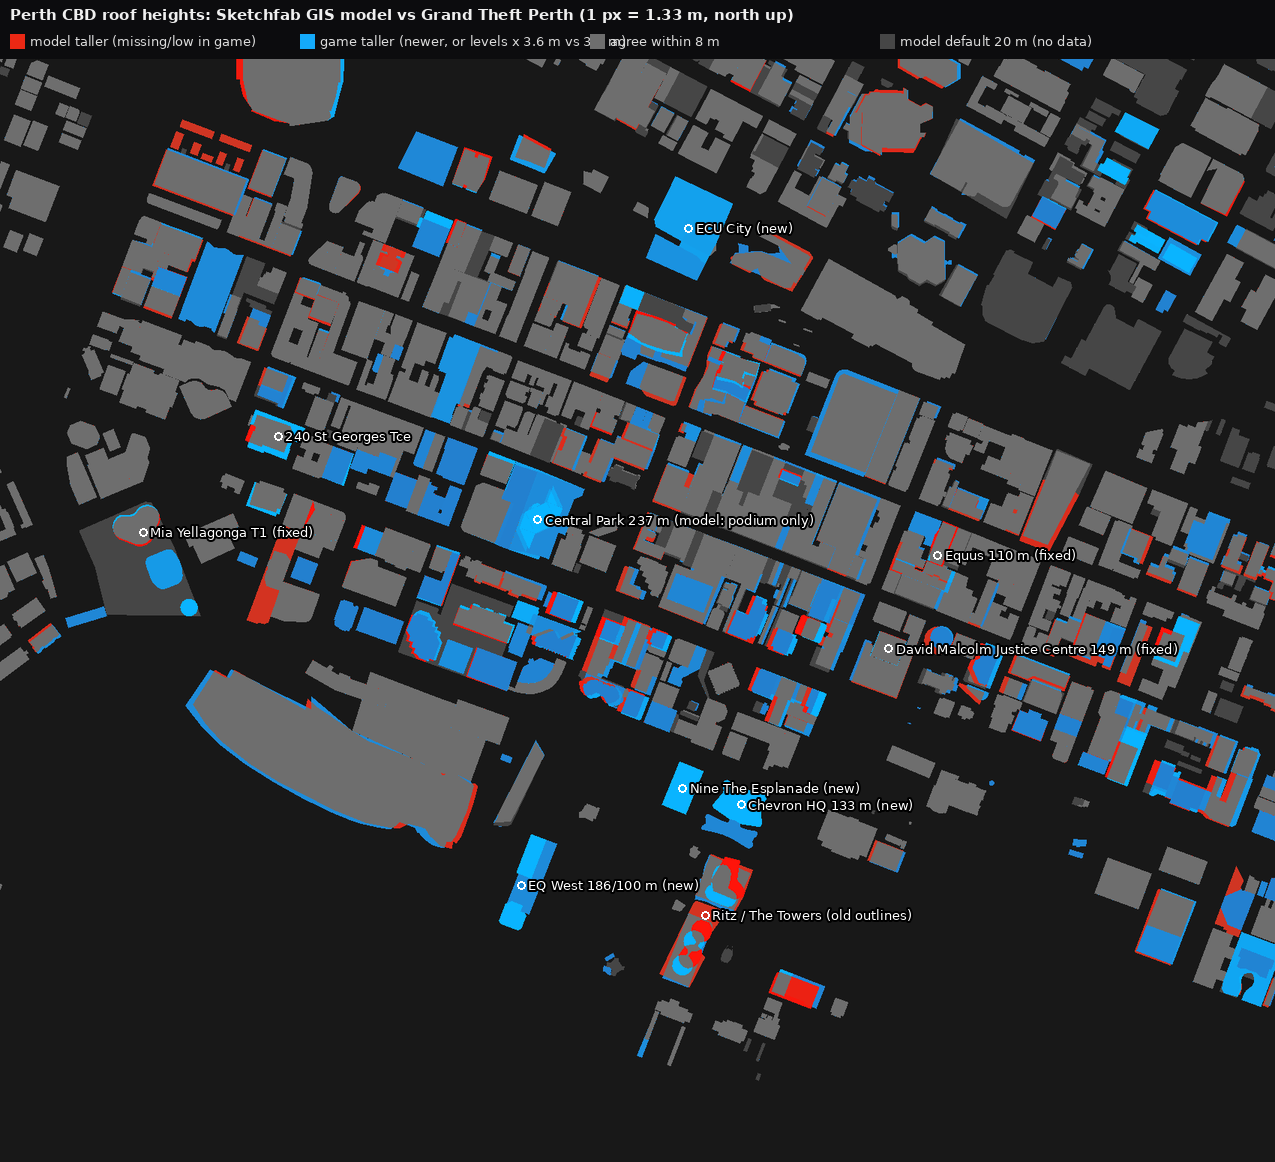 Perth CBD roof heights: Sketchfab GIS model vs Grand Theft Perth (1 px = 1.33 m, north up)
model taller (missing/low in game)
game taller (newer, or levels x 3.6 m vs 3 m)
agree within 8 m
model default 20 m (no data)
ECU City (new)
240 St Georges Tce
Central Park 237 m (model: podium only)
Mia Yellagonga T1 (fixed)
Equus 110 m (fixed)
David Malcolm Justice Centre 149 m (fixed)
Nine The Esplanade (new)
Chevron HQ 133 m (new)
EQ West 186/100 m (new)
Ritz / The Towers (old outlines)